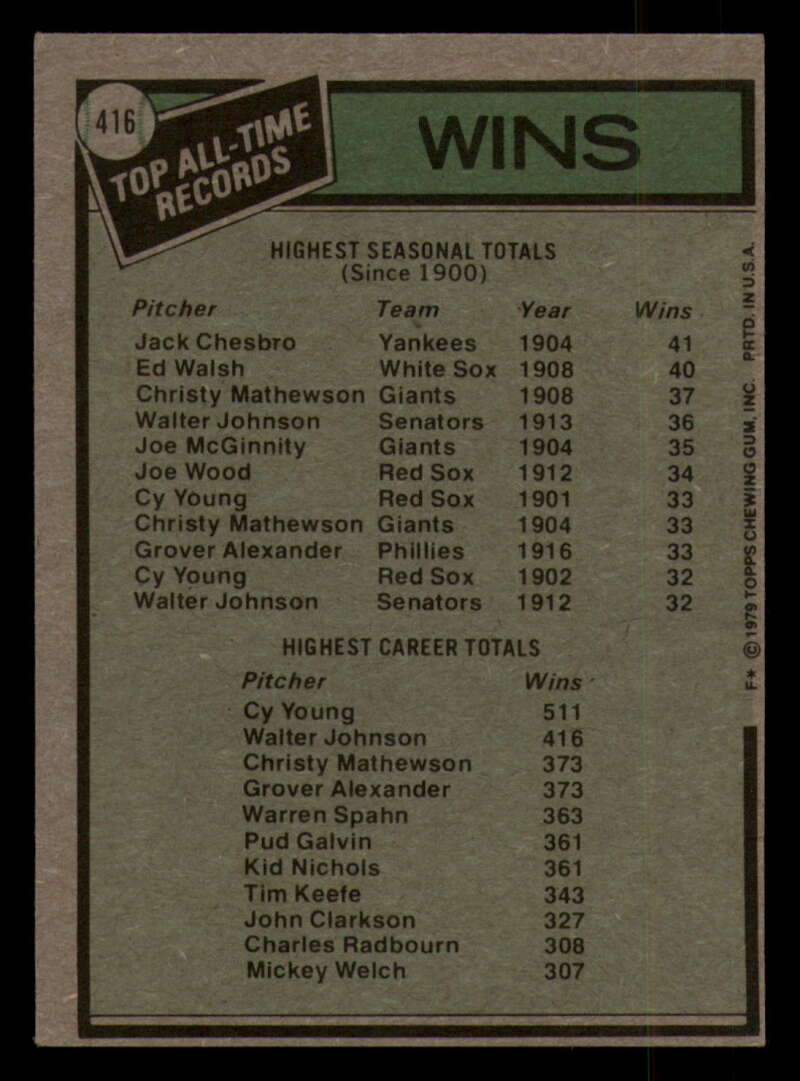 416
TOP ALL-TIME
RECORDS
WINS
HIGHEST SEASONAL TOTALS
(Since 1900)
Pitcher Team Year Wins
Jack Chesbro Yankees 1904 41
Ed Walsh White Sox 1908 40
Christy Mathewson Giants 1908 37
Walter Johnson Senators 1913 36
Joe McGinnity Giants 1904 35
Joe Wood Red Sox 1912 34
Cy Young Red Sox 1901 33
Christy Mathewson Giants 1904 33
Grover Alexander Phillies 1916 33
Cy Young Red Sox 1902 32
Walter Johnson Senators 1912 32
HIGHEST CAREER TOTALS
Pitcher Wins
Cy Young 511
Walter Johnson 416
Christy Mathewson 373
Grover Alexander 373
Warren Spahn 363
Pud Galvin 361
Kid Nichols 361
Tim Keefe 343
John Clarkson 327
Charles Radbourn 308
Mickey Welch 307
F* © 1979 TOPPS CHEWING GUM, INC. PRTD. IN U.S.A.